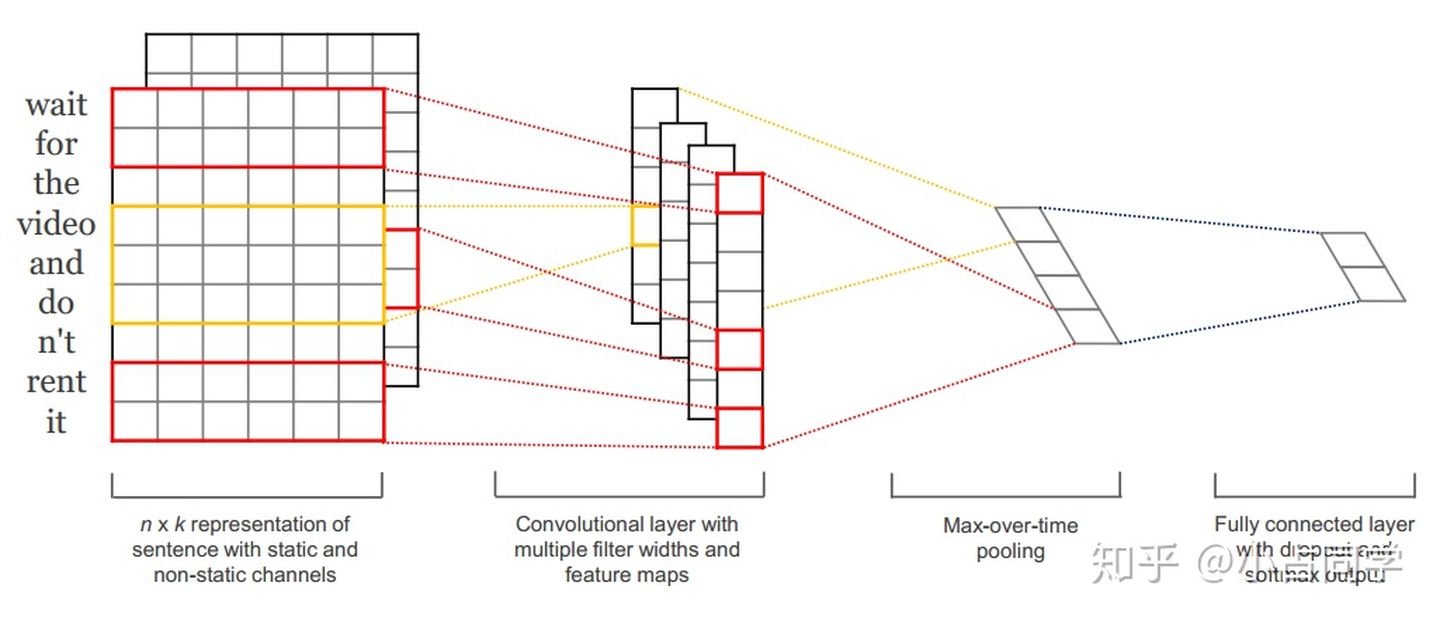 wait
for
the
video
and
do
n't
rent
it
n x k representation of
sentence with static and
non-static channels
Convolutional layer with
multiple filter widths and
feature maps
Max-over-time
pooling
Fully connected layer
with dropout and
softmax output
知乎 @小占同学